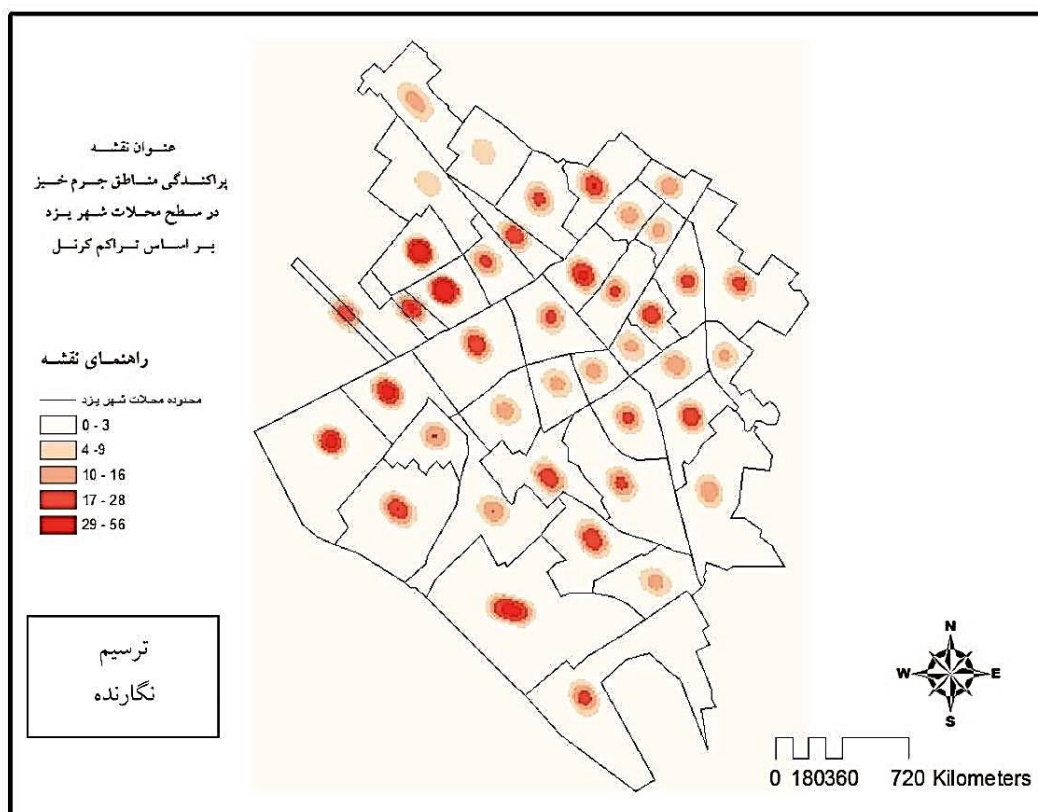 عنوان نقشه
پراکندگی مناطق جرم خیز
در سطح محلات شهر یزد
بر اساس تراکم کرنل
راهنمای نقشه
محدوده محلات شهر یزد
0 - 3
4 -9
10 - 16
17 - 28
29 - 56
ترسیم
نگارنده
N
W E
S
0 180360 720 Kilometers